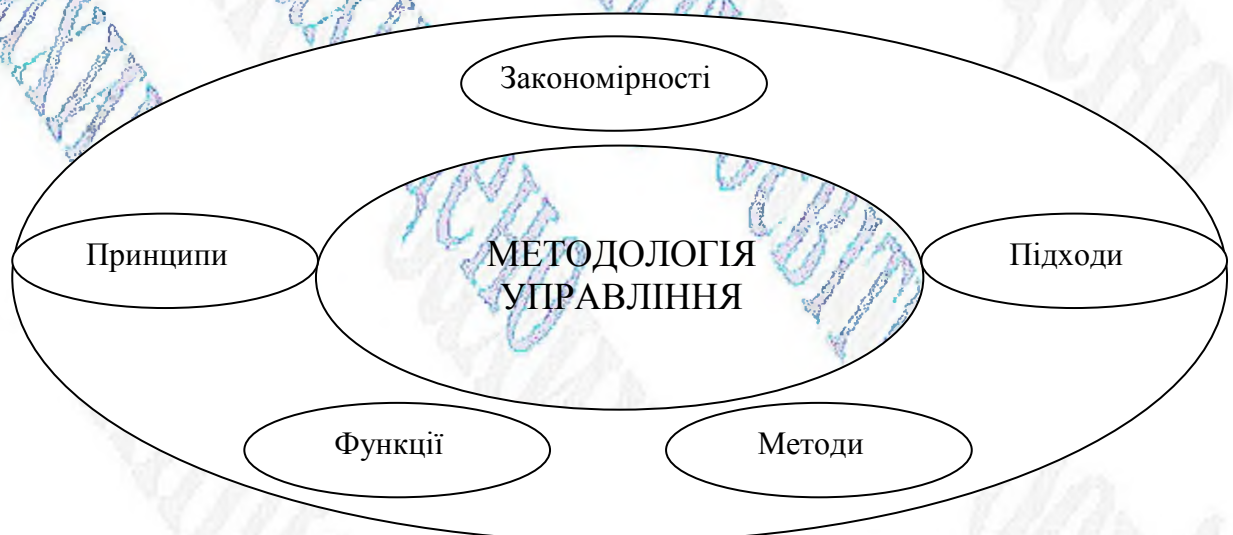 Закономірності
Принципи
МЕТОДОЛОГІЯ
УПРАВЛІННЯ
Підходи
Функції
Методи